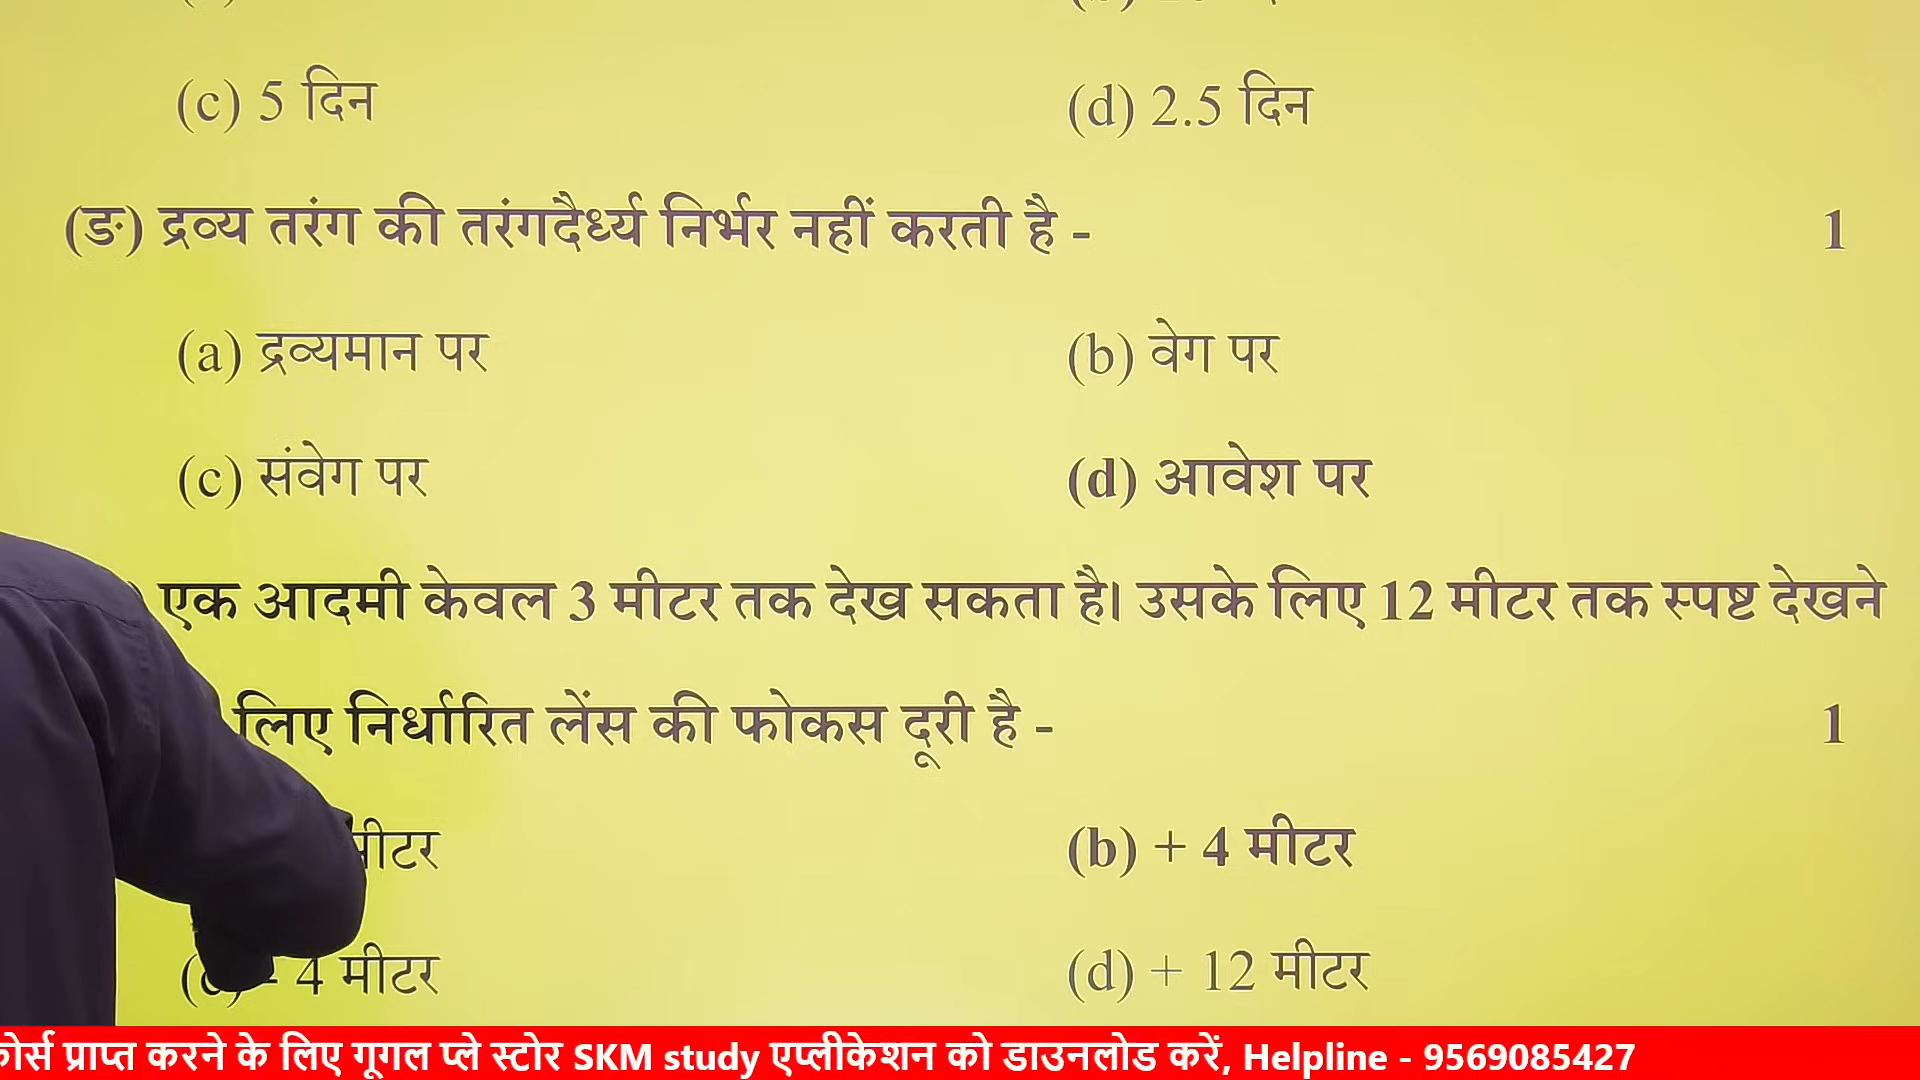 (c) 5 दिन
(d) 2.5 दिन
(ङ) द्रव्य तरंग की तरंगदैर्ध्य निर्भर नहीं करती है - 1
(a) द्रव्यमान पर
(b) वेग पर
(c) संवेग पर
(d) आवेश पर
एक आदमी केवल 3 मीटर तक देख सकता है। उसके लिए 12 मीटर तक स्पष्ट देखने
लिए निर्धारित लेंस की फोकस दूरी है - 1
मीटर
(b) + 4 मीटर
- 4 मीटर
(d) + 12 मीटर
प्राप्त करने के लिए गूगल प्ले स्टोर SKM study एप्लीकेशन को डाउनलोड करें, Helpline - 9569085427